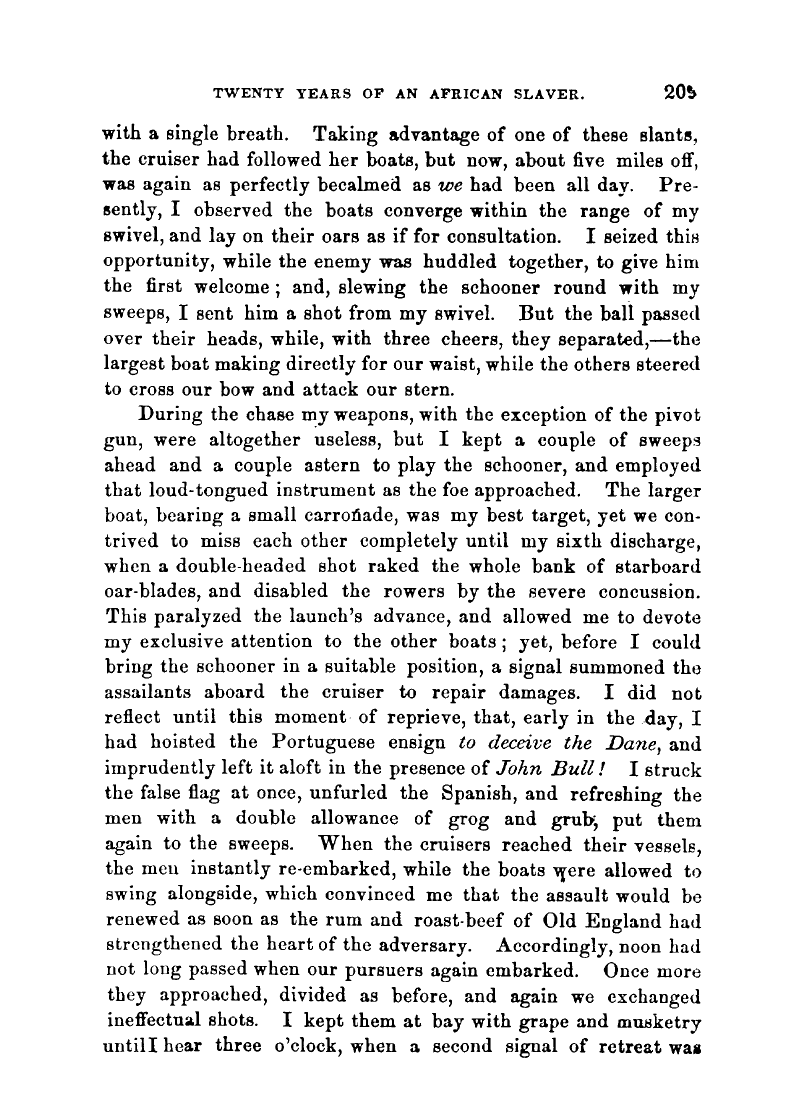 TWENTY YEARS OF AN AFRICAN SLAVER. 205
with a single breath. Taking advantage of one of these slants,
the cruiser had followed her boats, but now, about five miles off,
was again as perfectly becalmed as we had been all day. Pre-
sently, I observed the boats converge within the range of my
swivel, and lay on their oars as if for consultation. I seized this
opportunity, while the enemy was huddled together, to give him
the first welcome; and, slewing the schooner round with my
sweeps, I sent him a shot from my swivel. But the ball passed
over their heads, while, with three cheers, they separated,—the
largest boat making directly for our waist, while the others steered
to cross our bow and attack our stern.
During the chase my weapons, with the exception of the pivot
gun, were altogether useless, but I kept a couple of sweeps
ahead and a couple astern to play the schooner, and employed
that loud-tongued instrument as the foe approached. The larger
boat, bearing a small carronade, was my best target, yet we con-
trived to miss each other completely until my sixth discharge,
when a double-headed shot raked the whole bank of starboard
oar-blades, and disabled the rowers by the severe concussion.
This paralyzed the launch's advance, and allowed me to devote
my exclusive attention to the other boats; yet, before I could
bring the schooner in a suitable position, a signal summoned the
assailants aboard the cruiser to repair damages. I did not
reflect until this moment of reprieve, that, early in the day, I
had hoisted the Portuguese ensign to deceive the Dane, and
imprudently left it aloft in the presence of John Bull! I struck
the false flag at once, unfurled the Spanish, and refreshing the
men with a double allowance of grog and grub, put them
again to the sweeps. When the cruisers reached their vessels,
the men instantly re-embarked, while the boats were allowed to
swing alongside, which convinced me that the assault would be
renewed as soon as the rum and roast-beef of Old England had
strengthened the heart of the adversary. Accordingly, noon had
not long passed when our pursuers again embarked. Once more
they approached, divided as before, and again we exchanged
ineffectual shots. I kept them at bay with grape and musketry
untilI hear three o'clock, when a second signal of retreat was